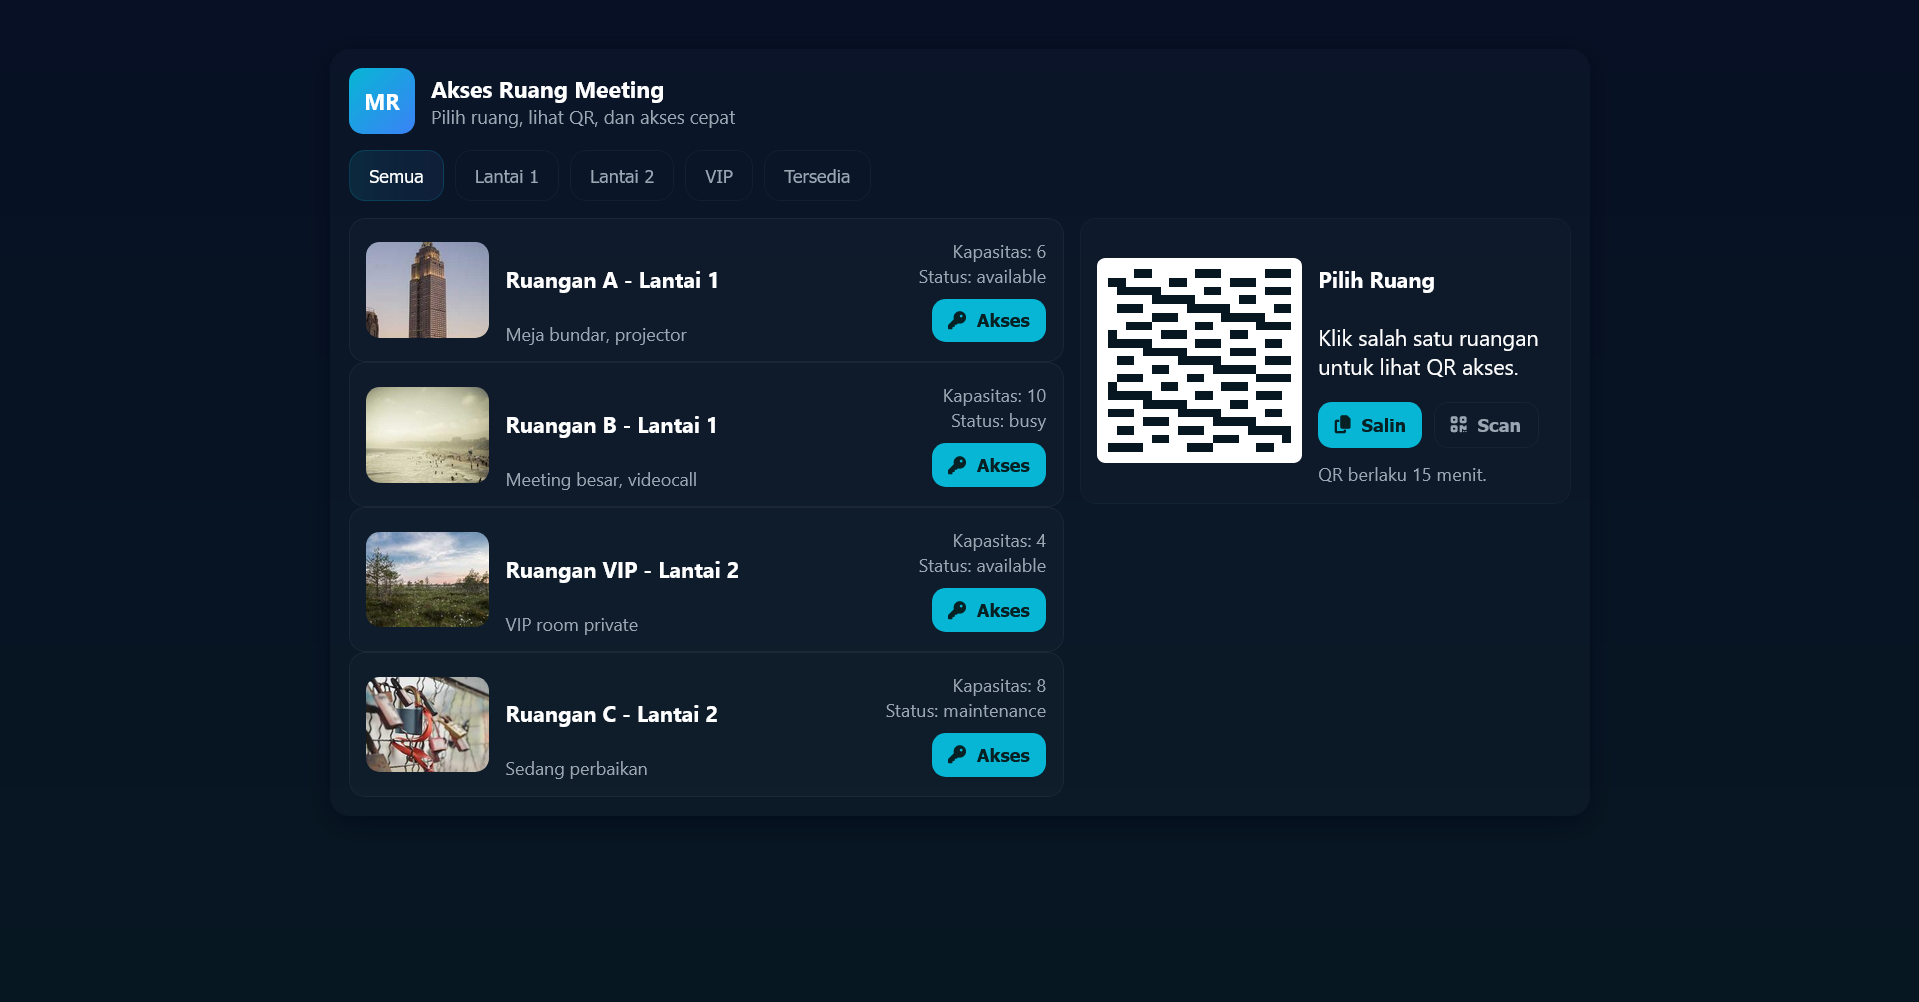 MR
Akses Ruang Meeting
Pilih ruang, lihat QR, dan akses cepat
Semua
Lantai 1
Lantai 2
VIP
Tersedia
Ruangan A - Lantai 1
Meja bundar, projector
Kapasitas: 6
Status: available
Akses
Ruangan B - Lantai 1
Meeting besar, videocall
Kapasitas: 10
Status: busy
Akses
Ruangan VIP - Lantai 2
VIP room private
Kapasitas: 4
Status: available
Akses
Ruangan C - Lantai 2
Sedang perbaikan
Kapasitas: 8
Status: maintenance
Akses
Pilih Ruang
Klik salah satu ruangan
untuk lihat QR akses.
Salin
Scan
QR berlaku 15 menit.